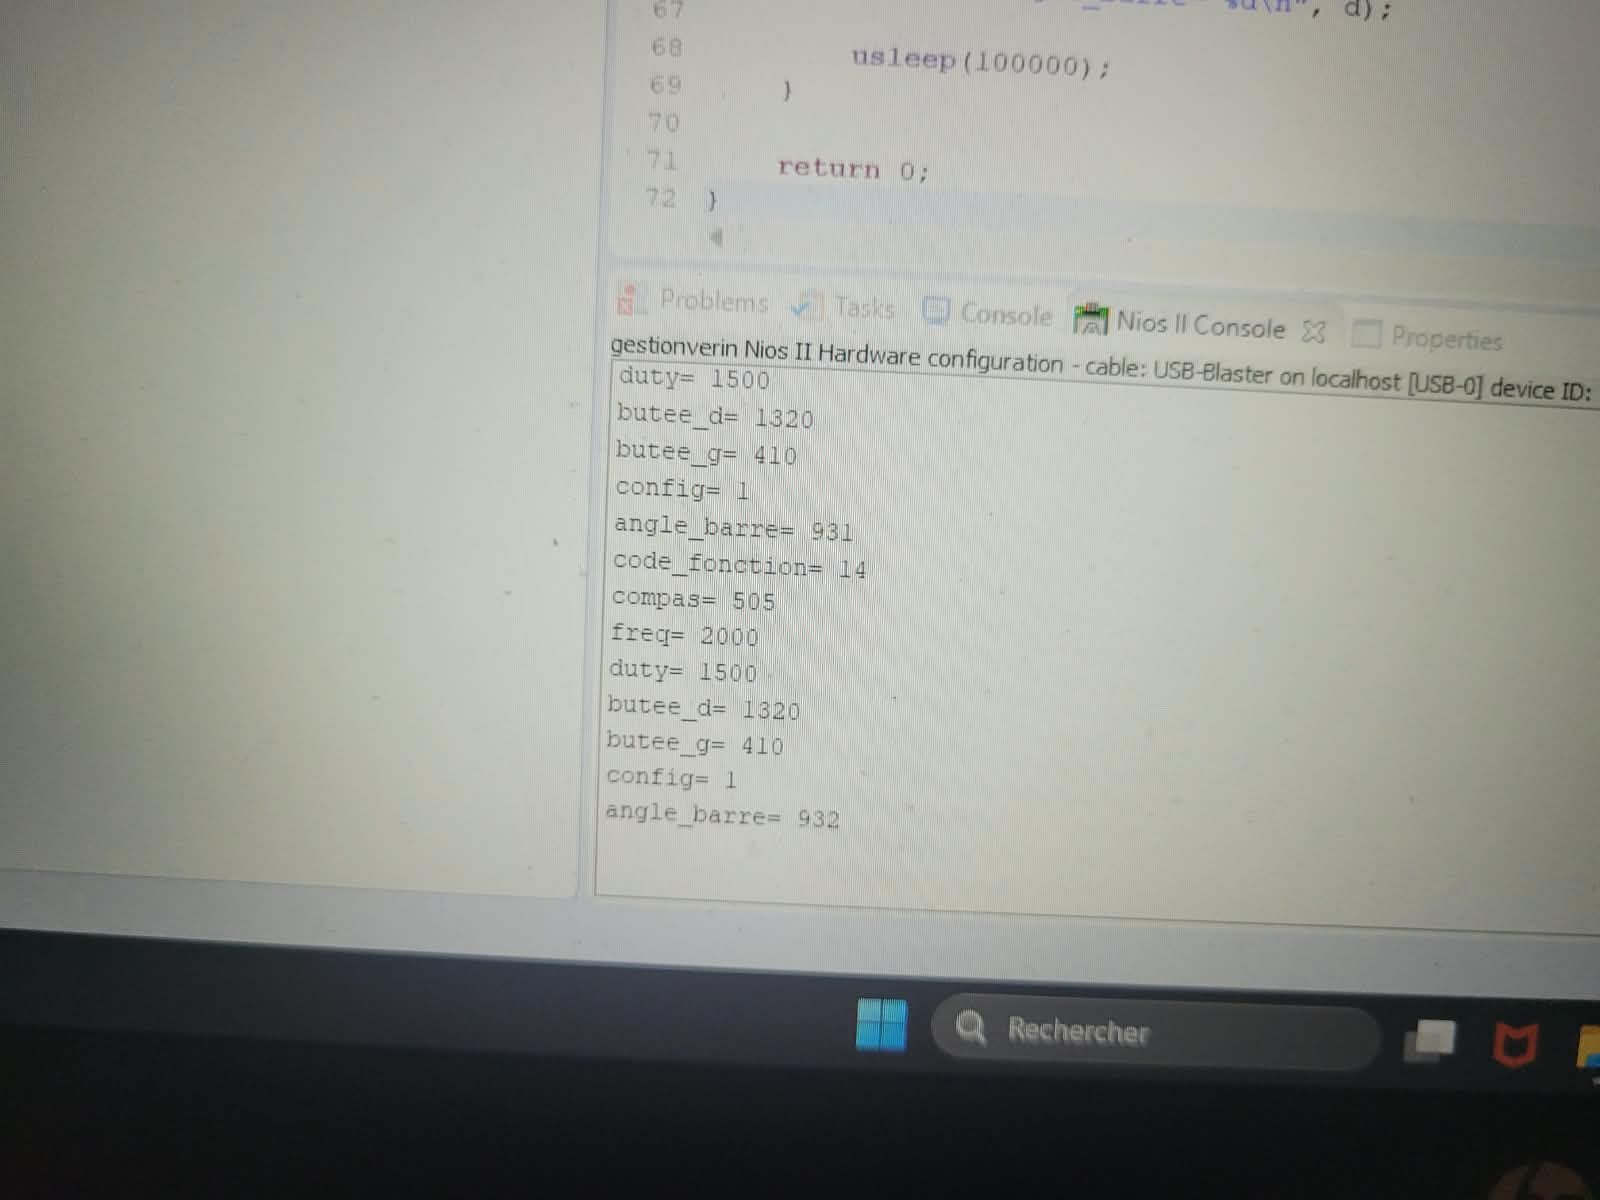 67 %d\n", d);
68 usleep(100000);
69 }
70
71 return 0;
72 }
Problems Tasks Console Nios II Console Properties
gestionverin Nios II Hardware configuration - cable: USB-Blaster on localhost [USB-0] device ID:
duty= 1500
butee_d= 1320
butee_g= 410
config= 1
angle_barre= 931
code_fonction= 14
compas= 505
freq= 2000
duty= 1500
butee_d= 1320
butee_g= 410
config= 1
angle_barre= 932
Rechercher